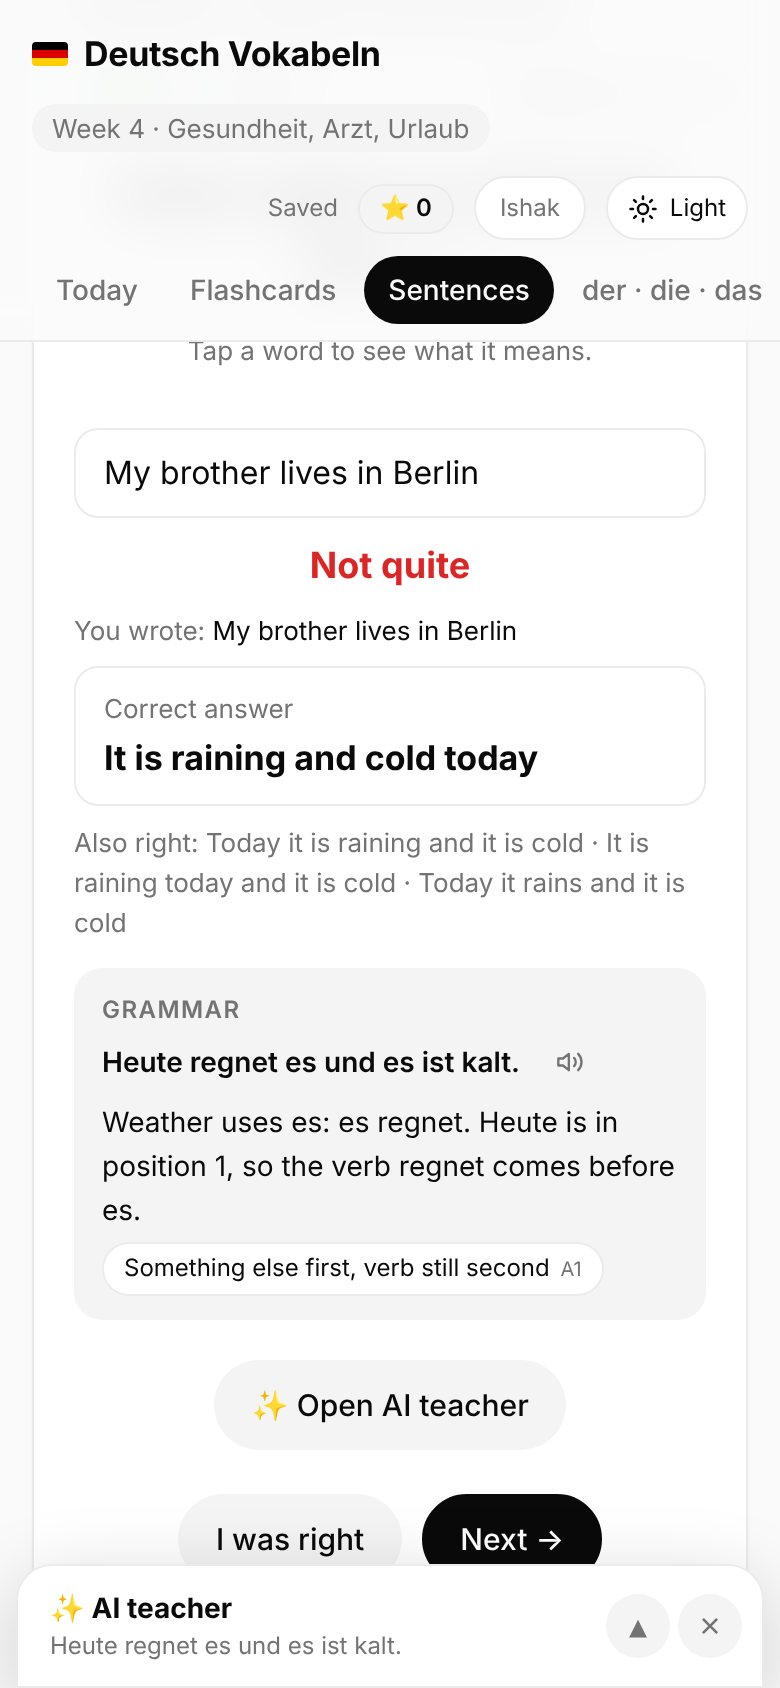 Deutsch Vokabeln
Week 4 · Gesundheit, Arzt, Urlaub
Saved ⭐ 0 Ishak Light
Today Flashcards Sentences der · die · das
Tap a word to see what it means.
My brother lives in Berlin
Not quite
You wrote: My brother lives in Berlin
Correct answer
It is raining and cold today
Also right: Today it is raining and it is cold · It is
raining today and it is cold · Today it rains and it is
cold
GRAMMAR
Heute regnet es und es ist kalt.
Weather uses es: es regnet. Heute is in
position 1, so the verb regnet comes before
es.
Something else first, verb still second A1
✨ Open AI teacher
I was right Next →
✨ AI teacher
Heute regnet es und es ist kalt.